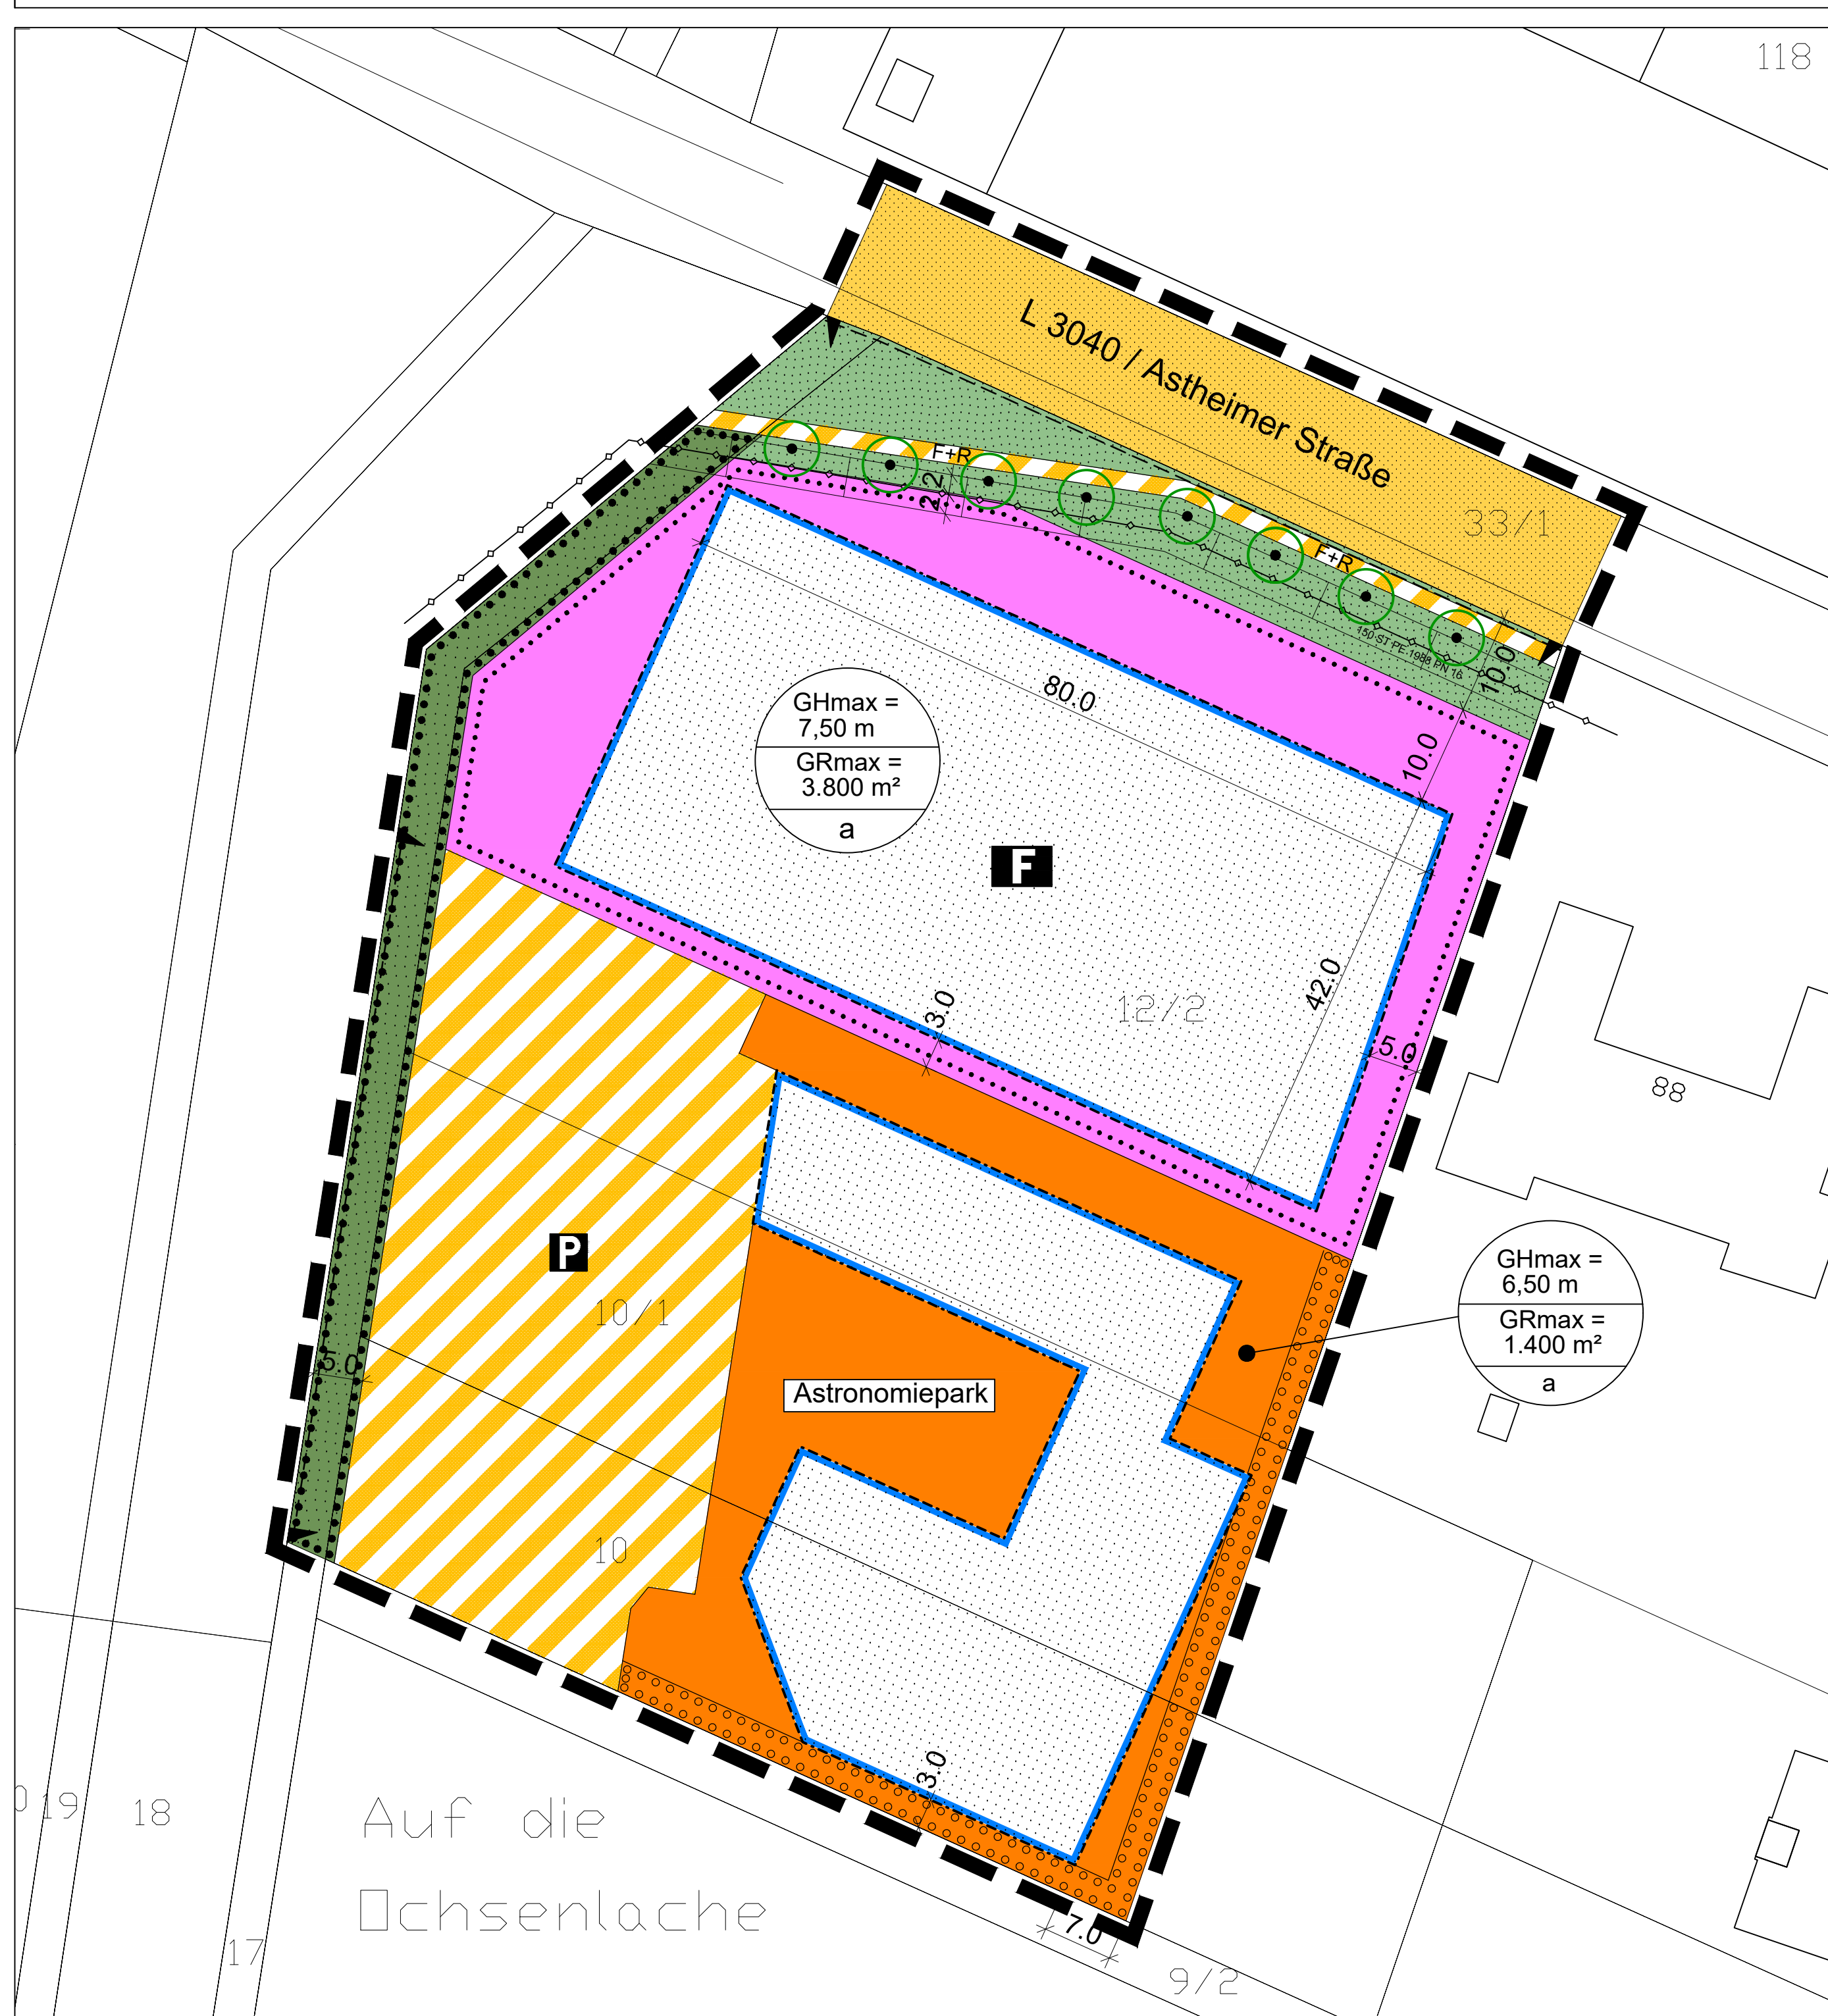 118
L 3040 / Astheimer Straße
33/1
F+R
2.2
F+R
150 ST PE 1988 PN 16
10.0
10.0
80.0
GHmax =
7,50 m
GRmax =
3.800 m²
a
F
42.0
12/2
3.0
5.0
88
P
10/1
GHmax =
6,50 m
GRmax =
1.400 m²
a
5.0
Astronomiepark
10
3.0
19
18
Auf die
Ochsenlache
17
7.0
9/2